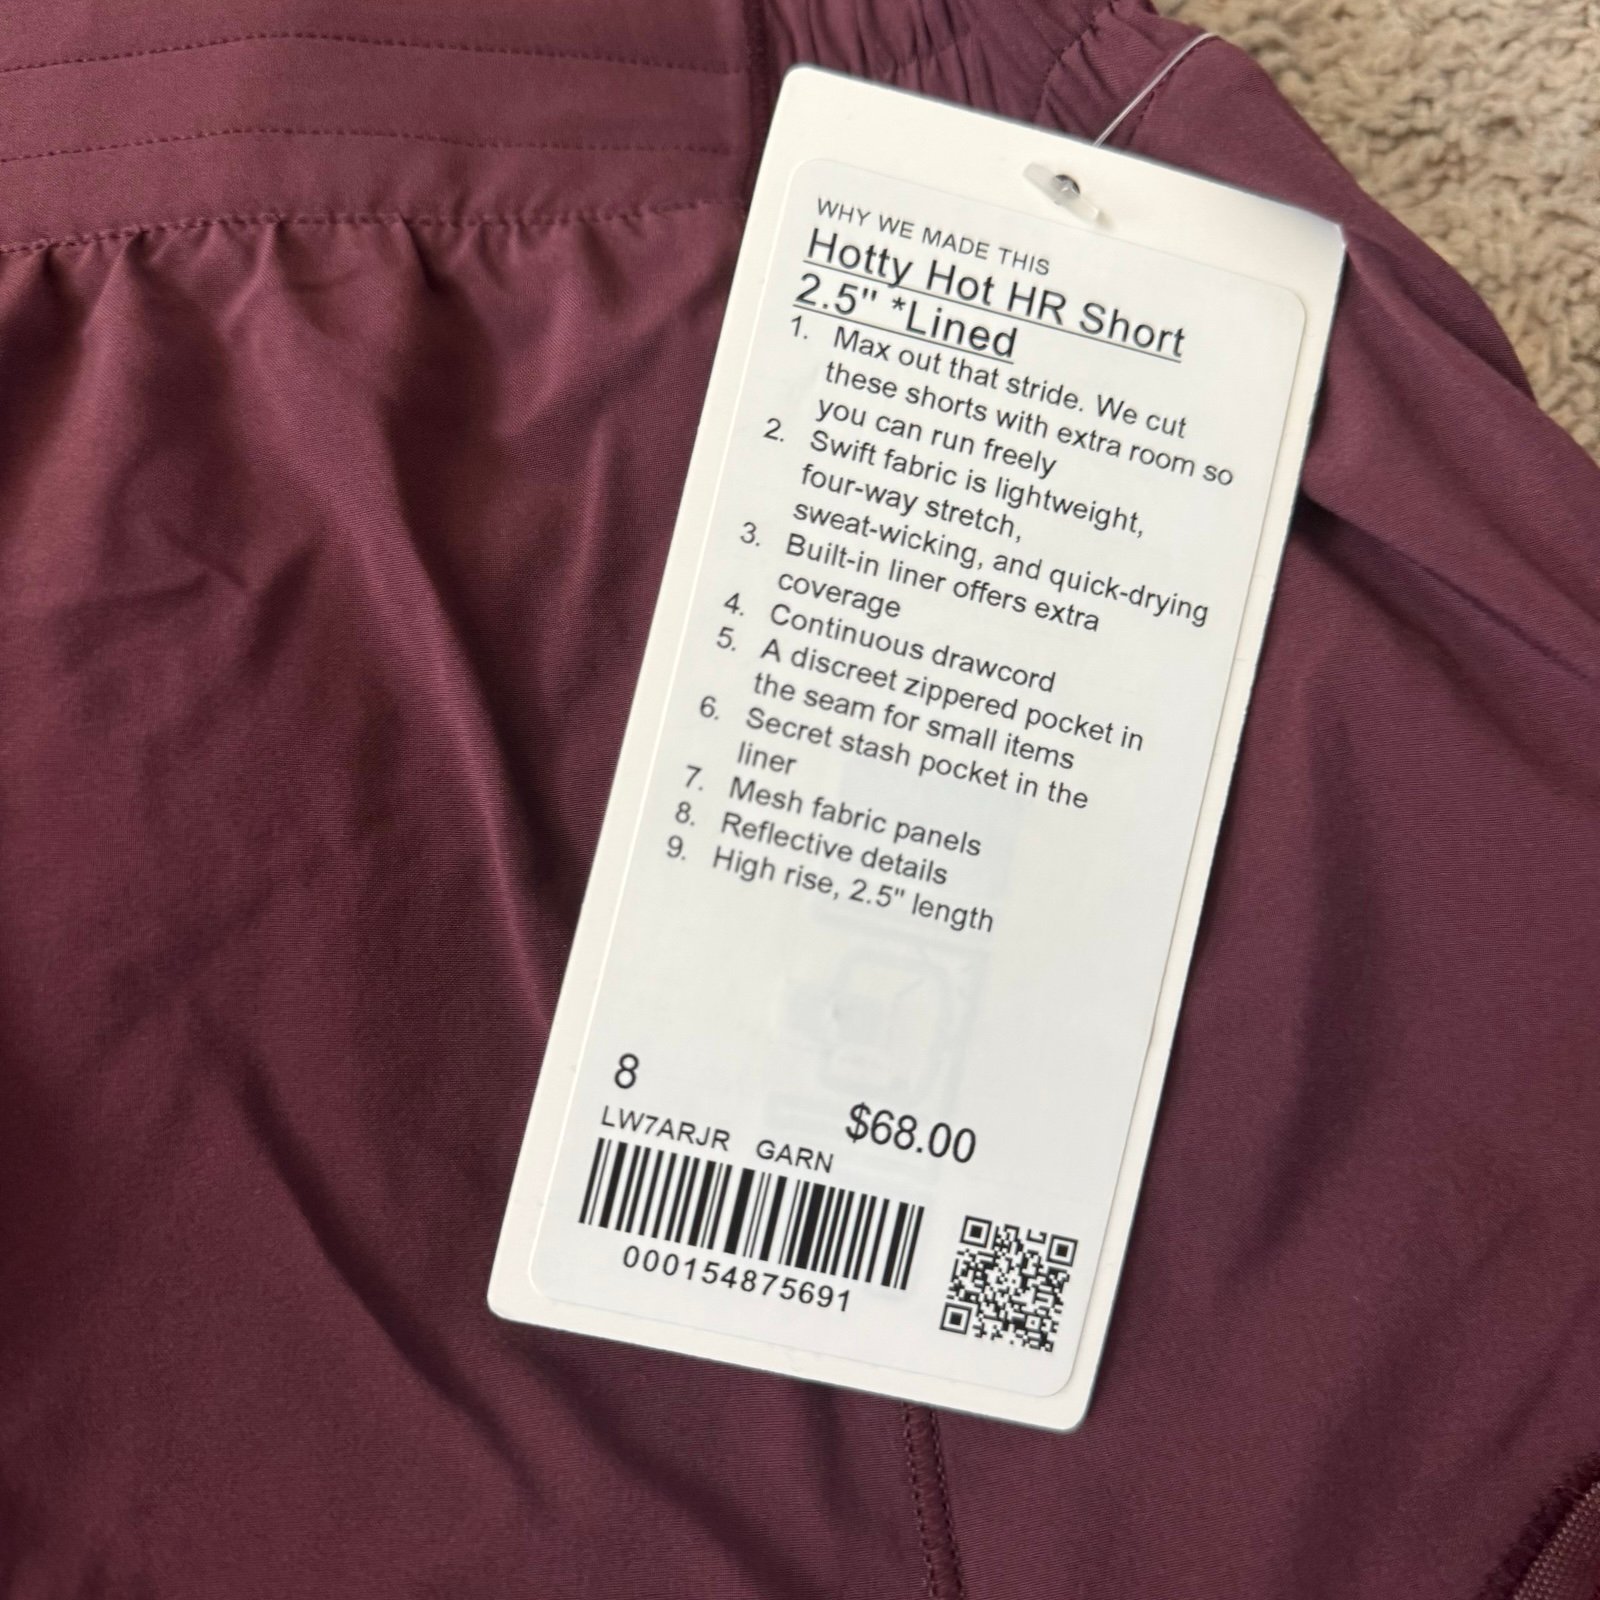 WHY WE MADE THIS
Hotty Hot HR Short
2.5" *Lined
1. Max out that stride. We cut
these shorts with extra room so
you can run freely
2. Swift fabric is lightweight,
four-way stretch,
sweat-wicking, and quick-drying
3. Built-in liner offers extra
coverage
4. Continuous drawcord
5. A discreet zippered pocket in
the seam for small items
6. Secret stash pocket in the
liner
7. Mesh fabric panels
8. Reflective details
9. High rise, 2.5" length
8
$68.00
LW7ARJR GARN
000154875691